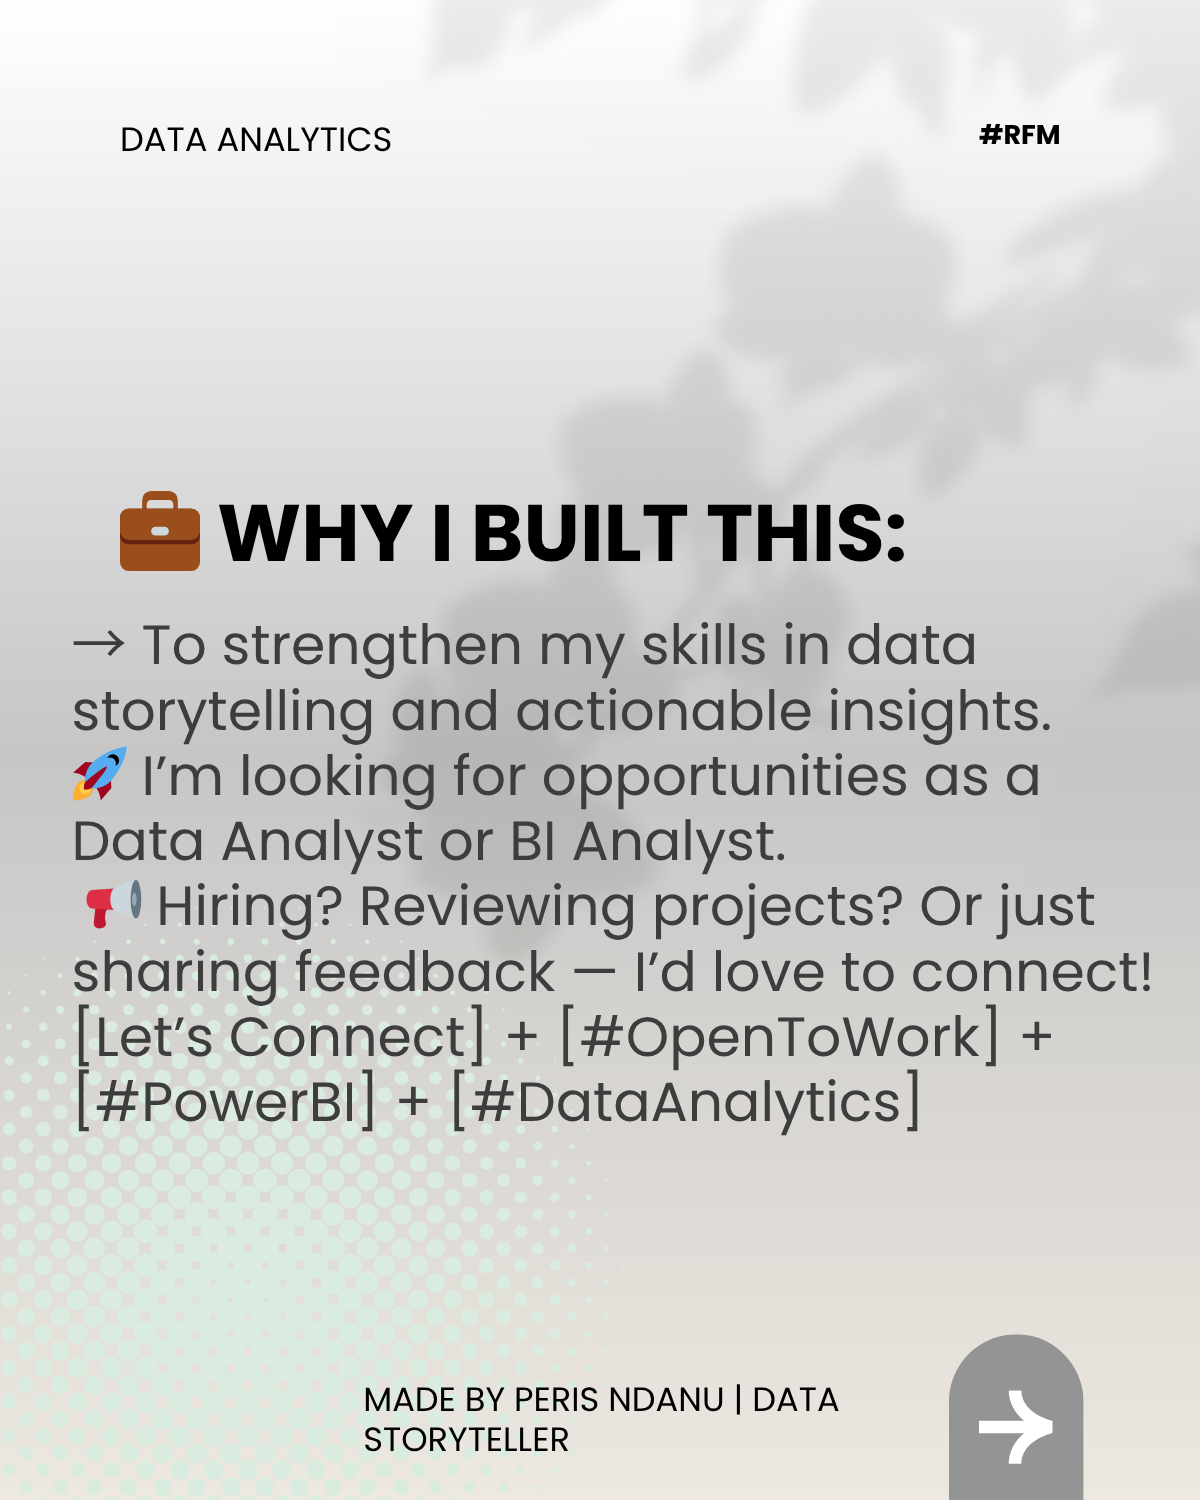 DATA ANALYTICS
#RFM
💼 WHY I BUILT THIS:
→ To strengthen my skills in data
storytelling and actionable insights.
🚀 I’m looking for opportunities as a
Data Analyst or BI Analyst.
📢 Hiring? Reviewing projects? Or just
sharing feedback — I’d love to connect!
[Let’s Connect] + [#OpenToWork] +
[#PowerBI] + [#DataAnalytics]
MADE BY PERIS NDANU | DATA
STORYTELLER